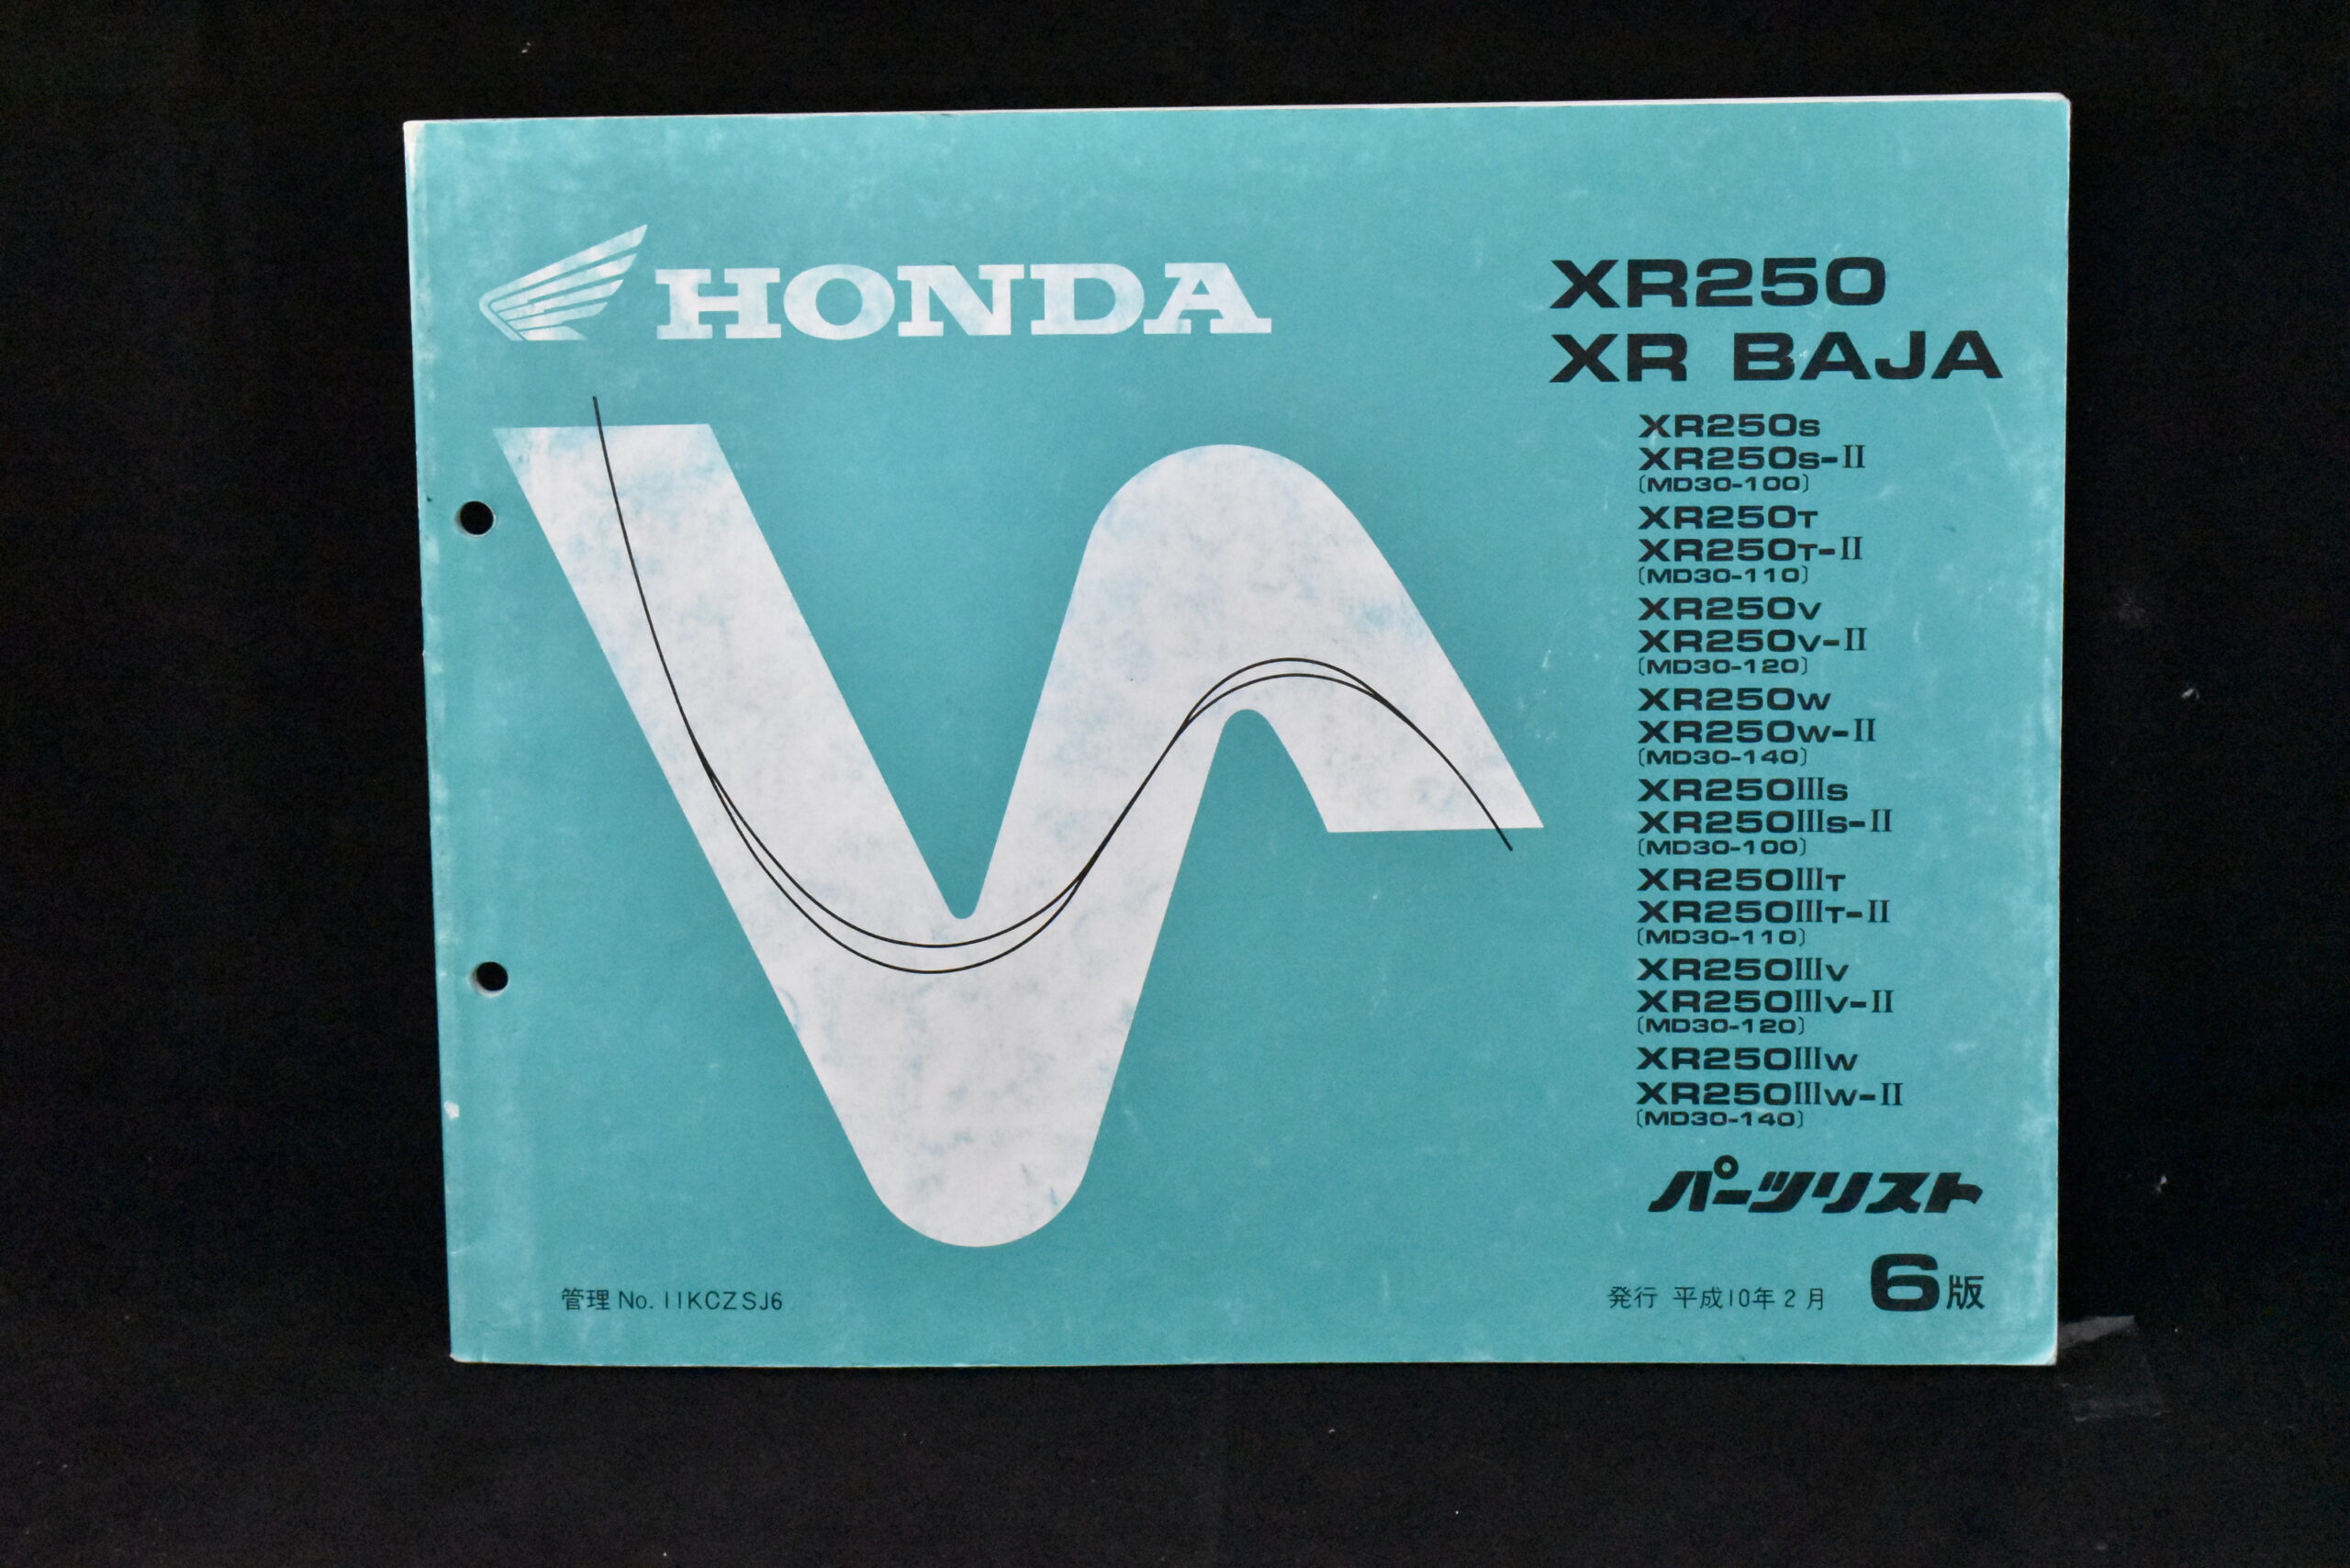 HONDA
XR250
XR BAJA
XR250S
XR250S-II
〔MD30-100〕
XR250T
XR250T-II
〔MD30-110〕
XR250V
XR250V-II
〔MD30-120〕
XR250W
XR250W-II
〔MD30-140〕
XR250IIIS
XR250IIIS-II
〔MD30-100〕
XR250IIIT
XR250IIIT-II
〔MD30-110〕
XR250IIIV
XR250IIIV-II
〔MD30-120〕
XR250IIIW
XR250IIIW-II
〔MD30-140〕
パーツリスト
管理 No. 11KCZSJ6
発行 平成10年2月 6版